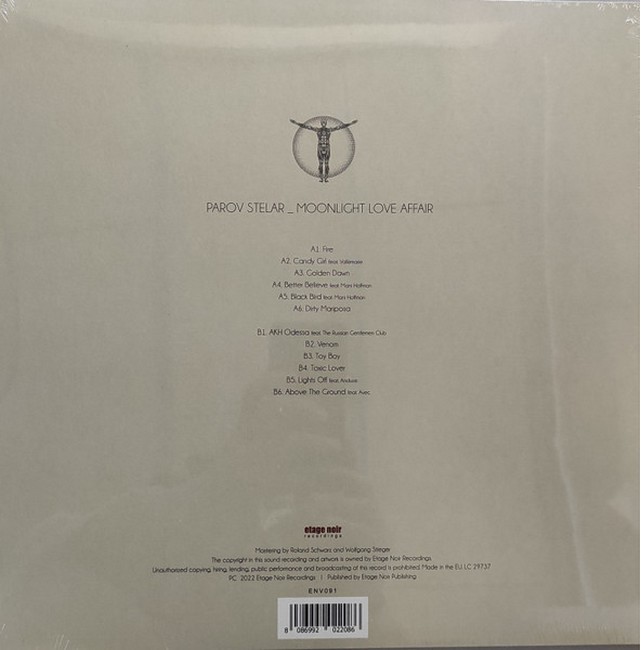 PAROV STELAR _ MOONLIGHT LOVE AFFAIR
A1. Fire
A2. Candy Girl feat.
A3. Golden Dawn
A4. Better Believe feat. Mars Hoffman
A5. Black Bird feat. Mars Hoffman
A6. Dirty Mariposa
B1. AKH Odessa feat. The Russian Gentlemen Club
B2. Venom
B3. Toy Boy
B4. Toxic Lover
B5. Lights Off feat. Anduze
B6. Above The Ground feat. Avec
etage noir
recordings
Mastering by Roland Schwarz and Wolfgang
The copyright in this sound recording and artwork is owned by Etage Noir Recordings.
Unauthorized copying, hiring, lending, public performance and broadcasting of this record is prohibited. Made in the EU. LC 29737
PC 2022 Etage Noir Recordings | Published by Etage Noir Publishing
ENV091
8 086992 022086